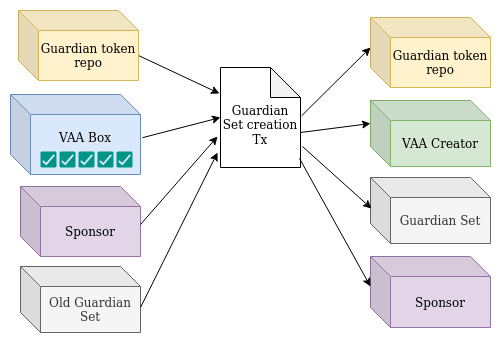 Guardian token
repo
VAA Box
Sponsor
Old Guardian
Set
Guardian
Set creation
Tx
Guardian token
repo
VAA Creator
Guardian Set
Sponsor